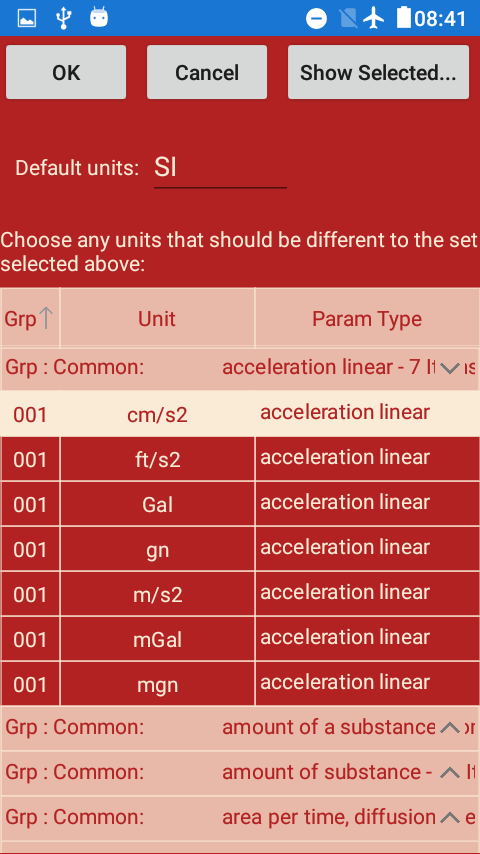 08:41
OK Cancel Show Selected...
Default units: SI
Choose any units that should be different to the set
selected above:
Grp Unit Param Type
Grp : Common: acceleration linear - 7
001 cm/s2 acceleration linear
001 ft/s2 acceleration linear
001 Gal acceleration linear
001 gn acceleration linear
001 m/s2 acceleration linear
001 mGal acceleration linear
001 mgn acceleration linear
Grp : Common: amount of a substance
Grp : Common: amount of substance -
Grp : Common: area per time, diffusion